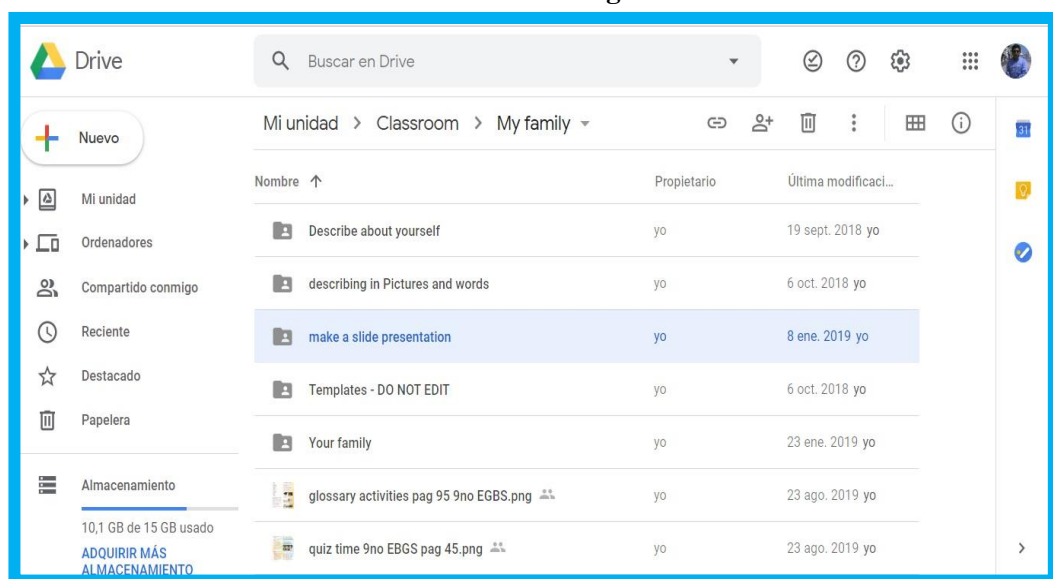 Drive
Buscar en Drive
Nuevo
Mi unidad > Classroom > My family
Nombre Propietario Última modificaci...
Mi unidad
Ordenadores
Compartido conmigo
Reciente
Destacado
Papelera
Almacenamiento
10,1 GB de 15 GB usado
ADQUIRIR MÁS
ALMACENAMIENTO
Describe about yourself yo 19 sept. 2018 yo
describing in Pictures and words yo 6 oct. 2018 yo
make a slide presentation yo 8 ene. 2019 yo
Templates - DO NOT EDIT yo 6 oct. 2018 yo
Your family yo 23 ene. 2019 yo
glossary activities pag 95 9no EGBS.png yo 23 ago. 2019 yo
quiz time 9no EBGS pag 45.png yo 23 ago. 2019 yo
31